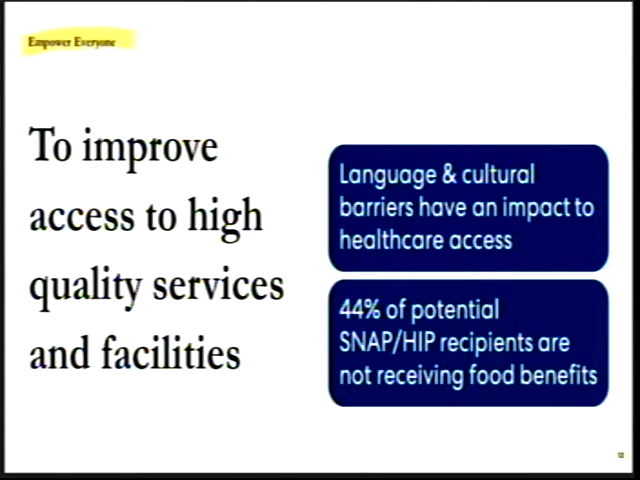 Empower Everyone
To improve
access to high
quality services
and facilities
Language & cultural
barriers have an impact to
healthcare access
44% of potential
SNAP/HIP recipients are
not receiving food benefits